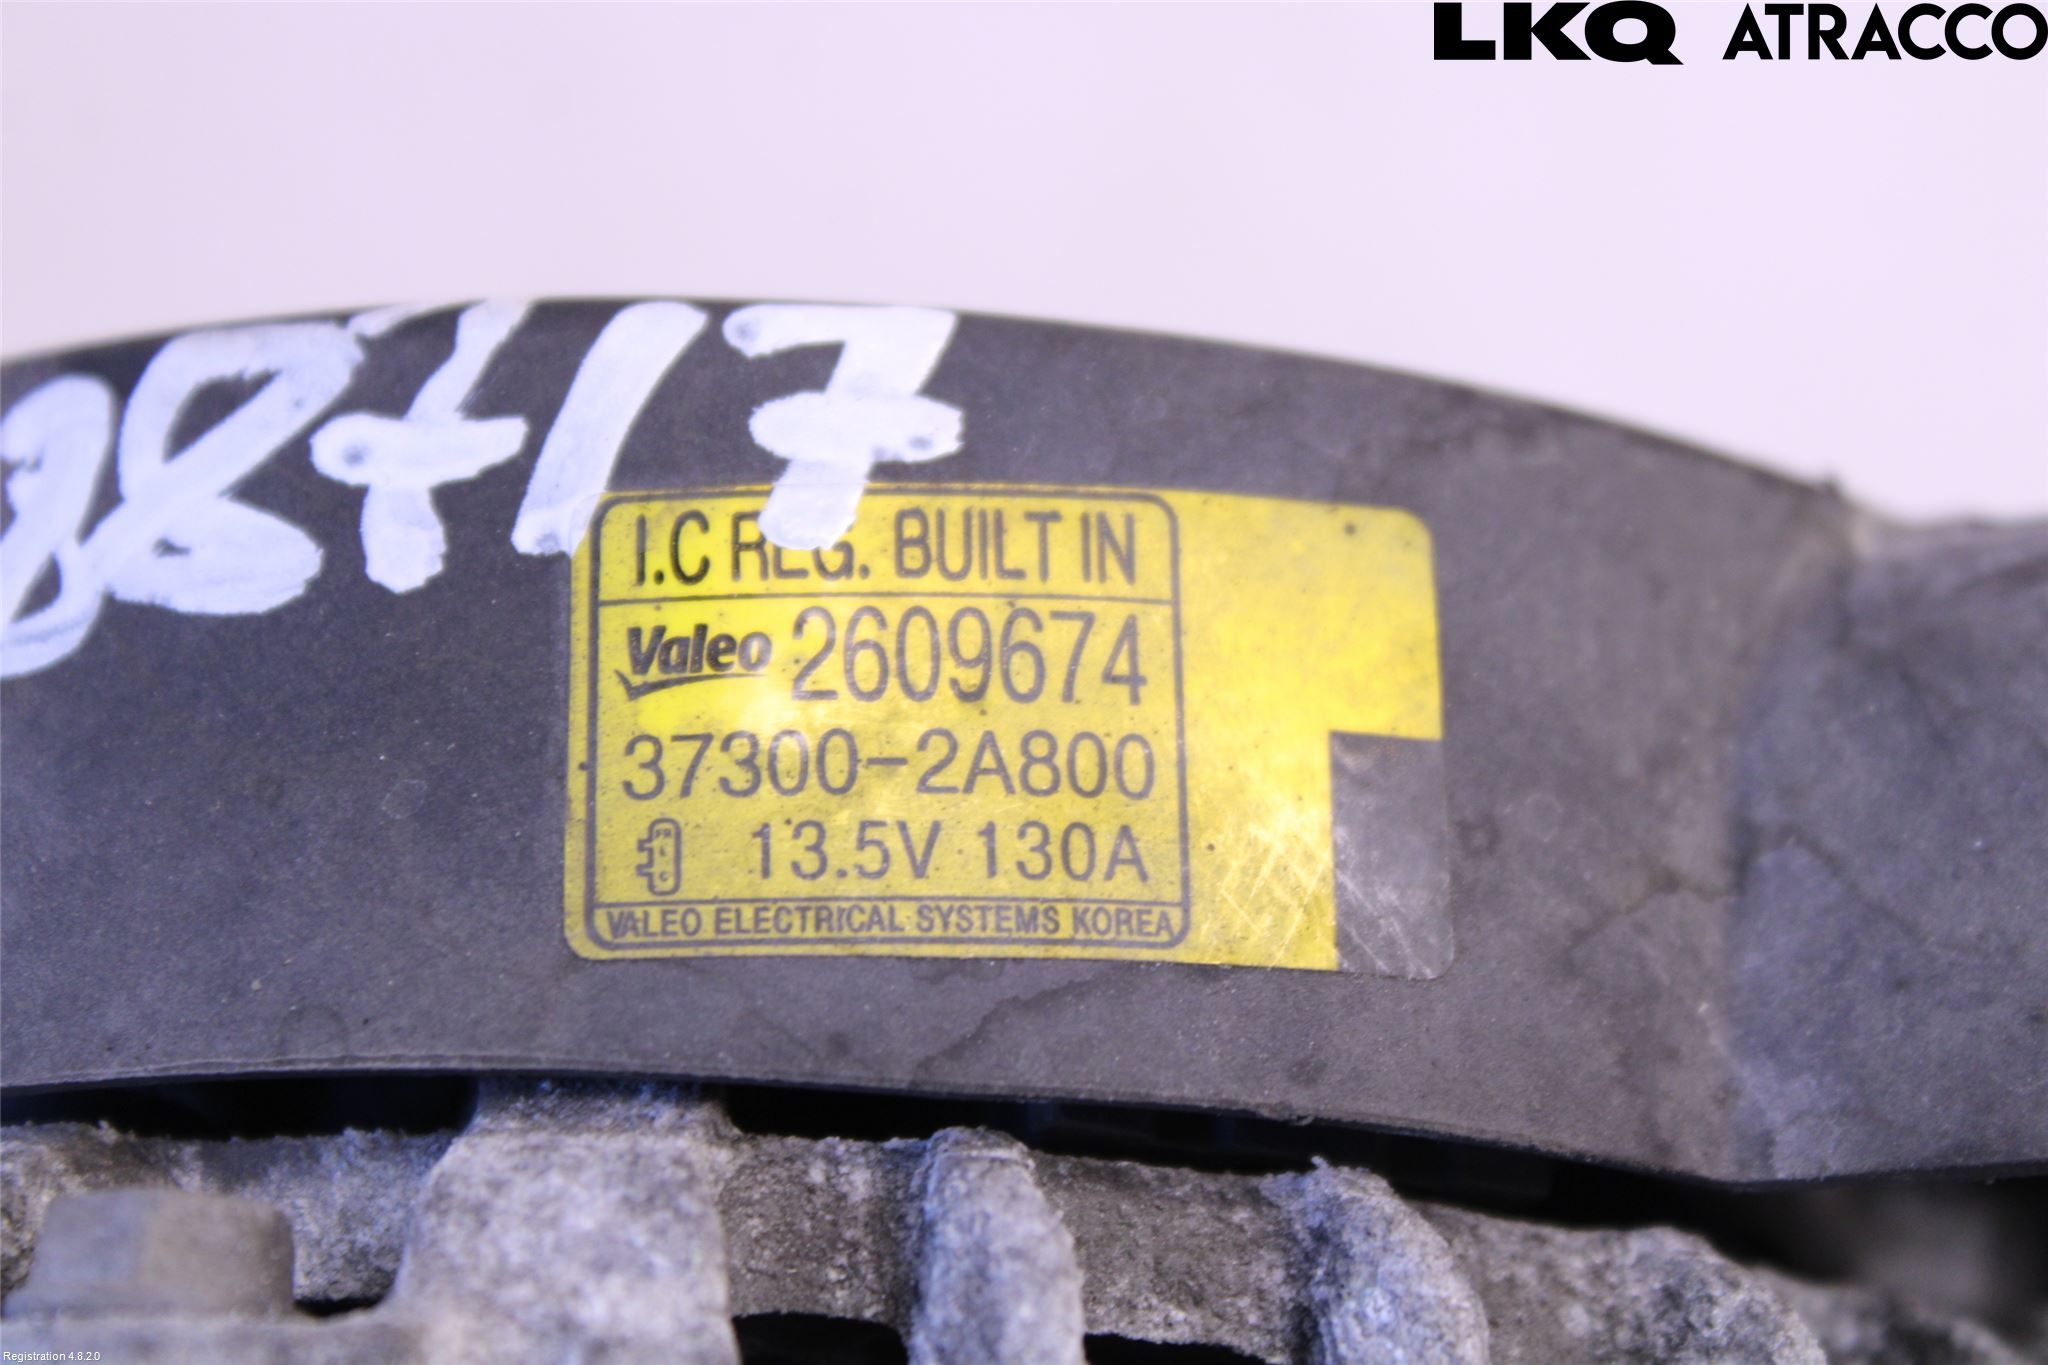 LKQ ATRACCO
88717
I.C REG. BUILT IN
Valeo 2609674
37300-2A800
13.5V 130A
VALEO ELECTRICAL SYSTEMS KOREA
Registration 4.8.2.0